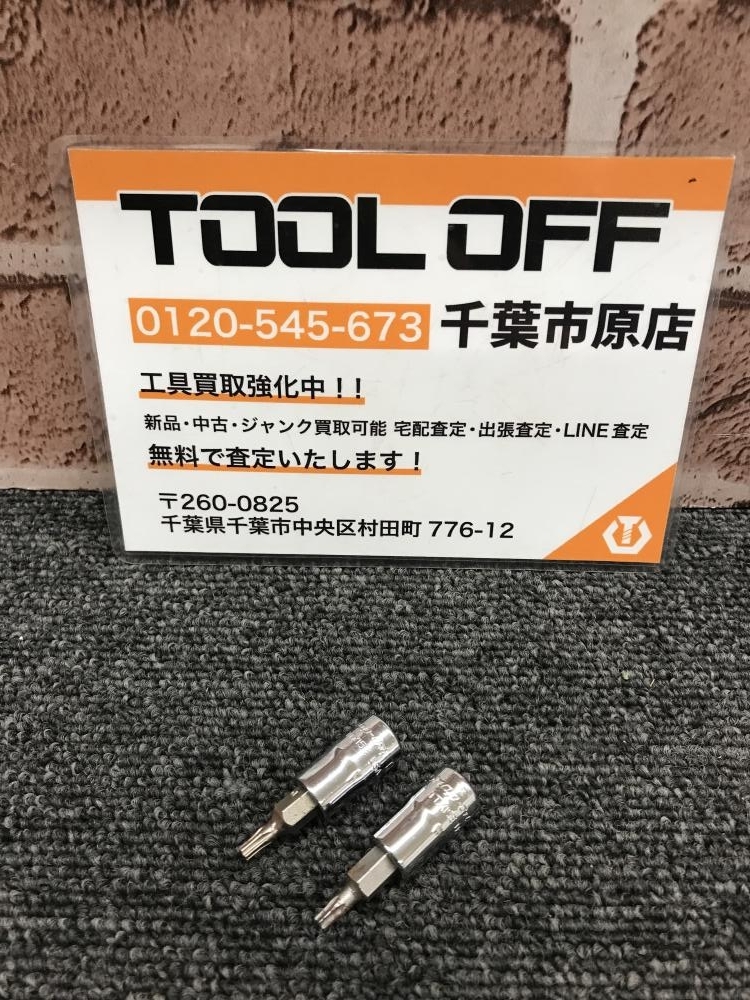 TOOL OFF
0120-545-673 千葉市原店
工具買取強化中！！
新品・中古・ジャンク買取可能 宅配査定・出張査定・LINE査定
無料で査定いたします！
〒260-0825
千葉県千葉市中央区村田町 776-12